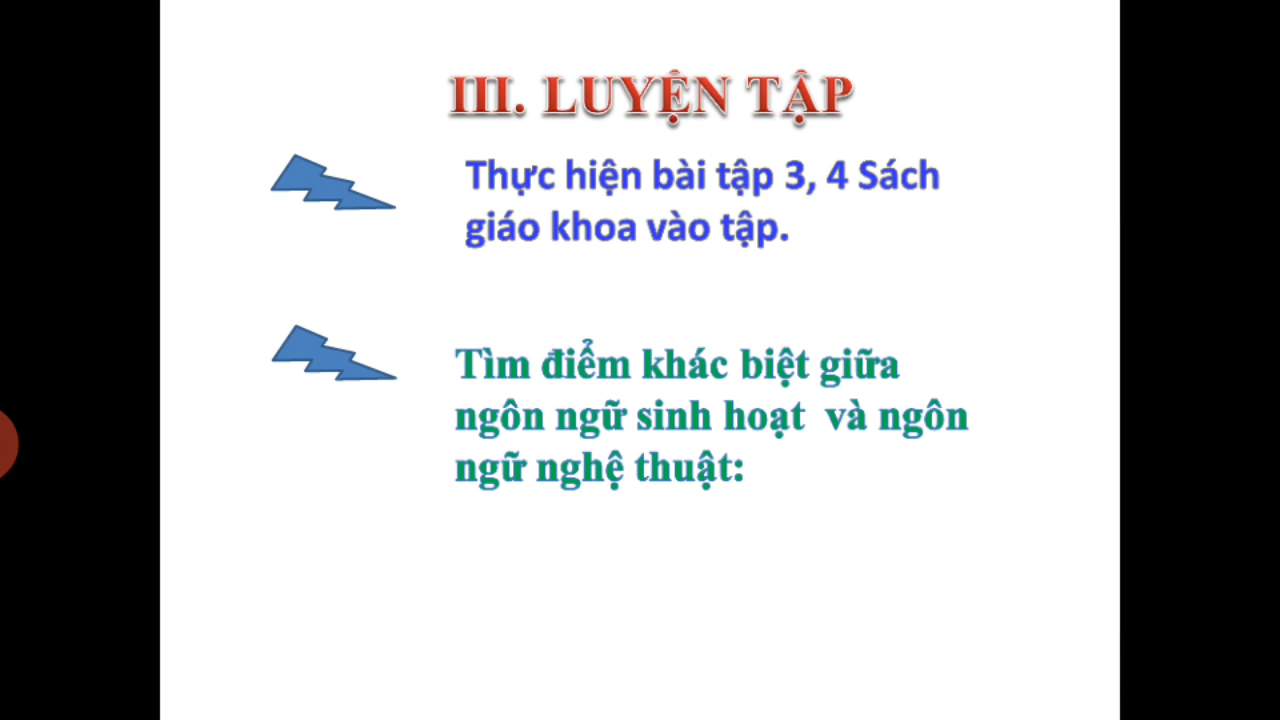 III. LUYỆN TẬP
Thực hiện bài tập 3, 4 Sách
giáo khoa vào tập.
Tìm điểm khác biệt giữa
ngôn ngữ sinh hoạt và ngôn
ngữ nghệ thuật: